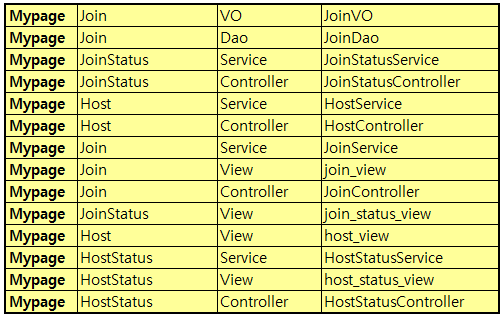 Mypage Join VO JoinVO
Mypage Join Dao JoinDao
Mypage JoinStatus Service JoinStatusService
Mypage JoinStatus Controller JoinStatusController
Mypage Host Service HostService
Mypage Host Controller HostController
Mypage Join Service JoinService
Mypage Join View join_view
Mypage Join Controller JoinController
Mypage JoinStatus View join_status_view
Mypage Host View host_view
Mypage HostStatus Service HostStatusService
Mypage HostStatus View host_status_view
Mypage HostStatus Controller HostStatusController